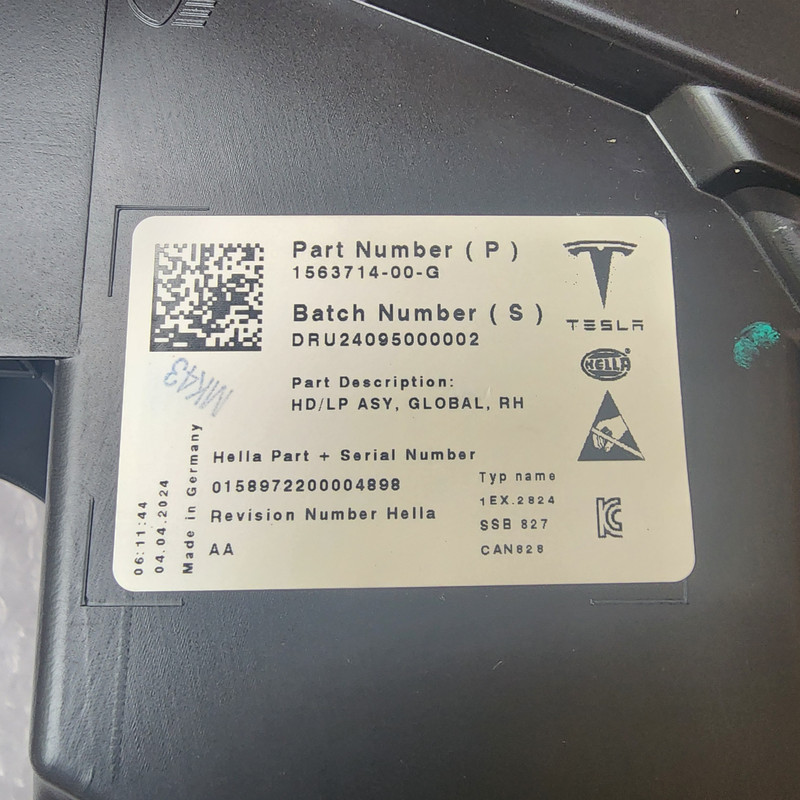 Part Number ( P )
1563714-00-G
Batch Number ( S )
DRU24095000002
TESLA
HELLA
Part Description:
HD/LP ASY, GLOBAL, RH
MK43
Hella Part + Serial Number
0158972200004898
Revision Number Hella
AA
Typ name
1EX.2824
SSB 827
CAN828
06:11:44
04.04.2024
Made in Germany